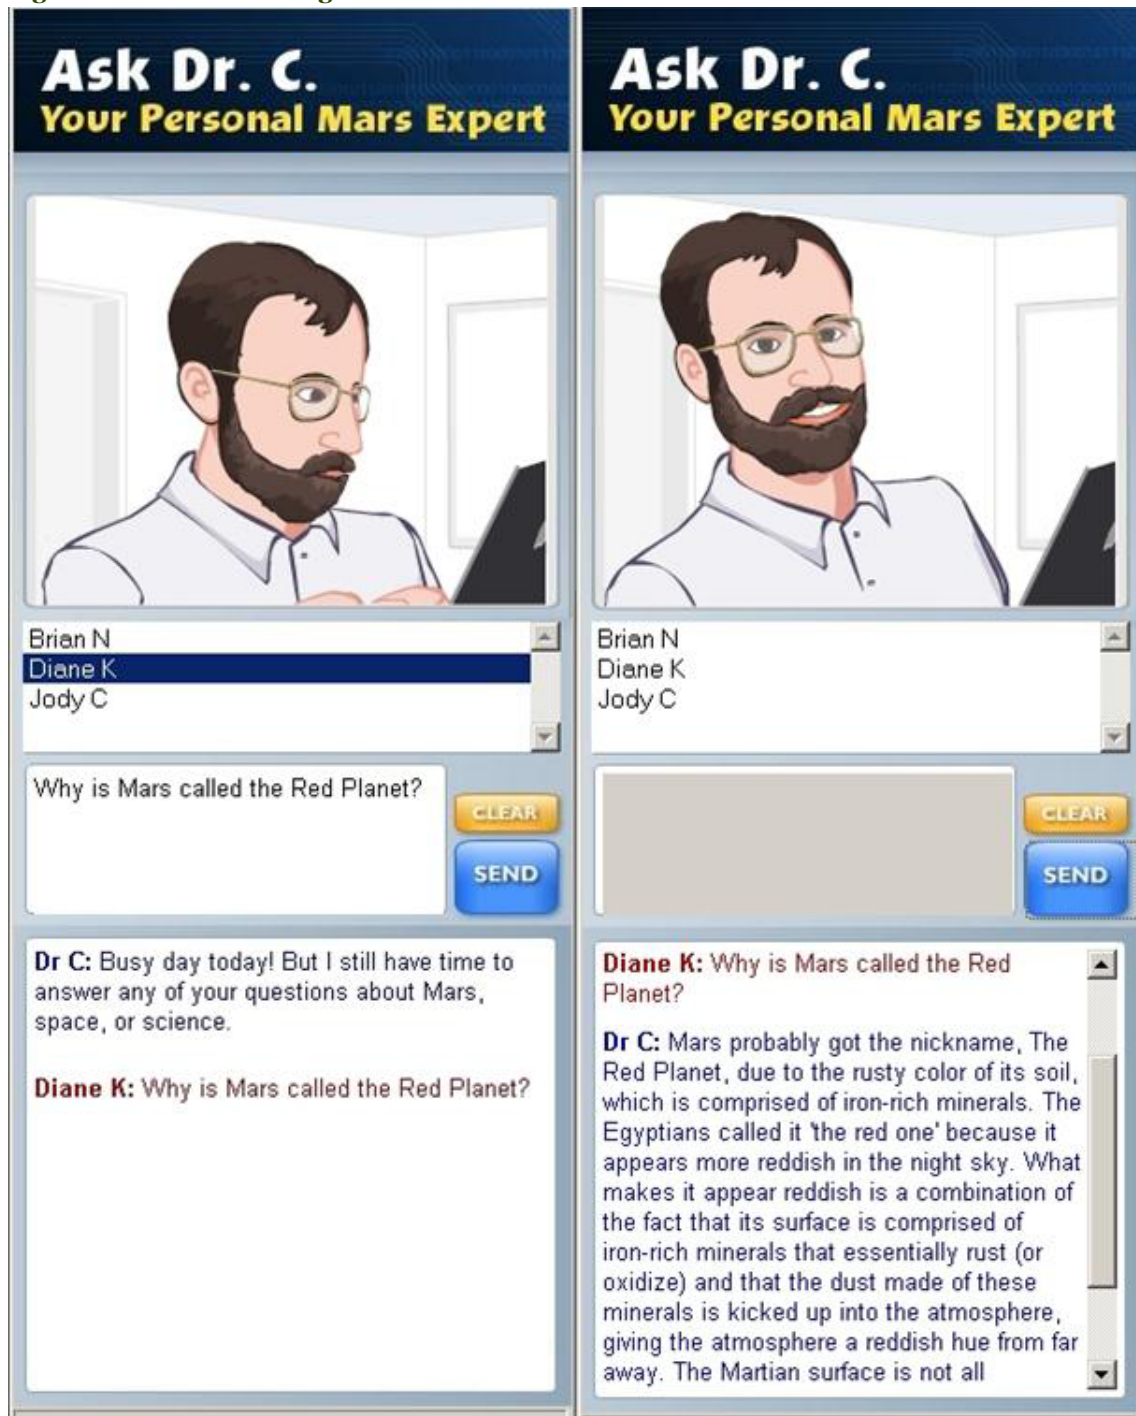 Ask Dr. C.
Your Personal Mars Expert
Brian N
Diane K
Jody C
Why is Mars called the Red Planet?
CLEAR
SEND
Dr C: Busy day today! But I still have time to
answer any of your questions about Mars,
space, or science.
Diane K: Why is Mars called the Red Planet?
Ask Dr. C.
Your Personal Mars Expert
Brian N
Diane K
Jody C
CLEAR
SEND
Diane K: Why is Mars called the Red
Planet?
Dr C: Mars probably got the nickname, The
Red Planet, due to the rusty color of its soil,
which is comprised of iron-rich minerals. The
Egyptians called it 'the red one' because it
appears more reddish in the night sky. What
makes it appear reddish is a combination of
the fact that its surface is comprised of
iron-rich minerals that essentially rust (or
oxidize) and that the dust made of these
minerals is kicked up into the atmosphere,
giving the atmosphere a reddish hue from far
away. The Martian surface is not all